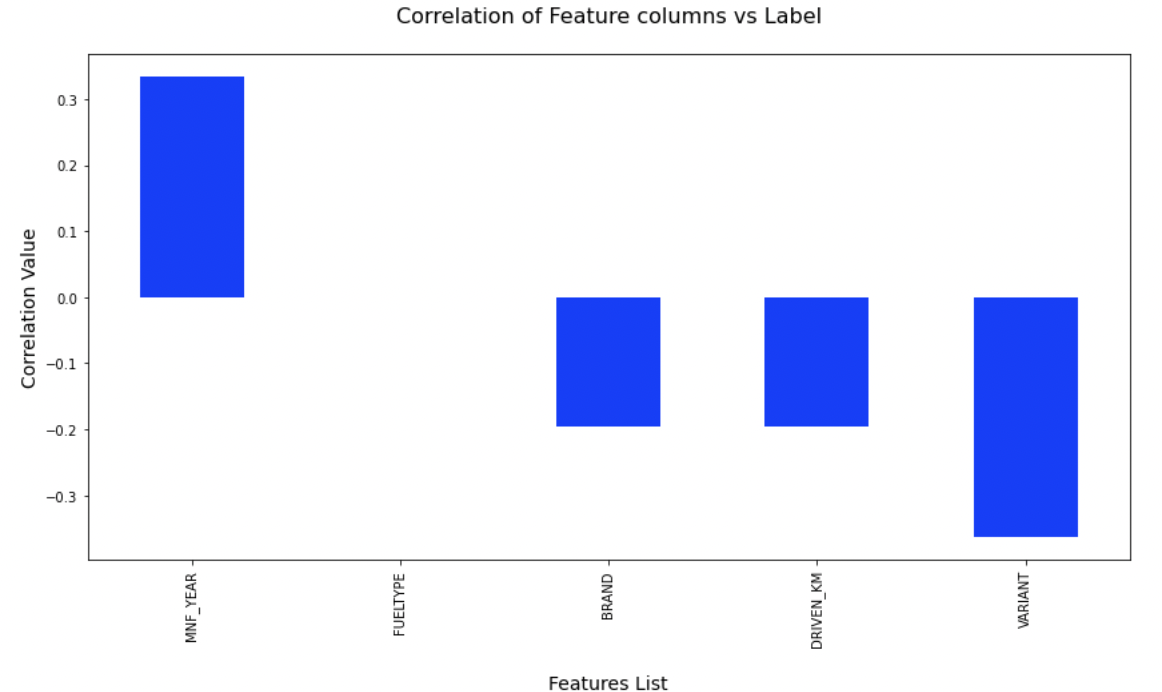 Correlation of Feature columns vs Label
0.3
0.2
0.1
0.0
−0.1
−0.2
−0.3
Correlation Value
MNF_YEAR
FUELTYPE
BRAND
DRIVEN_KM
VARIANT
Features List